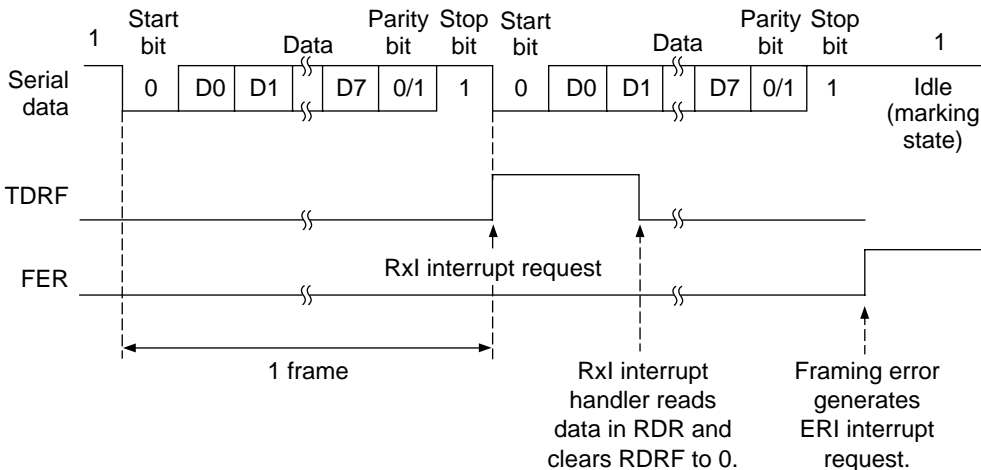 1
Start
bit
Data
Parity
bit
Stop
bit
Start
bit
Data
Parity
bit
Stop
bit
1
Serial
data
0
D0
D1
D7
0/1
1
0
D0
D1
D7
0/1
1
Idle
(marking
state)
TDRF
RxI interrupt request
FER
1 frame
RxI interrupt
handler reads
data in RDR and
clears RDRF to 0.
Framing error
generates
ERI interrupt
request.